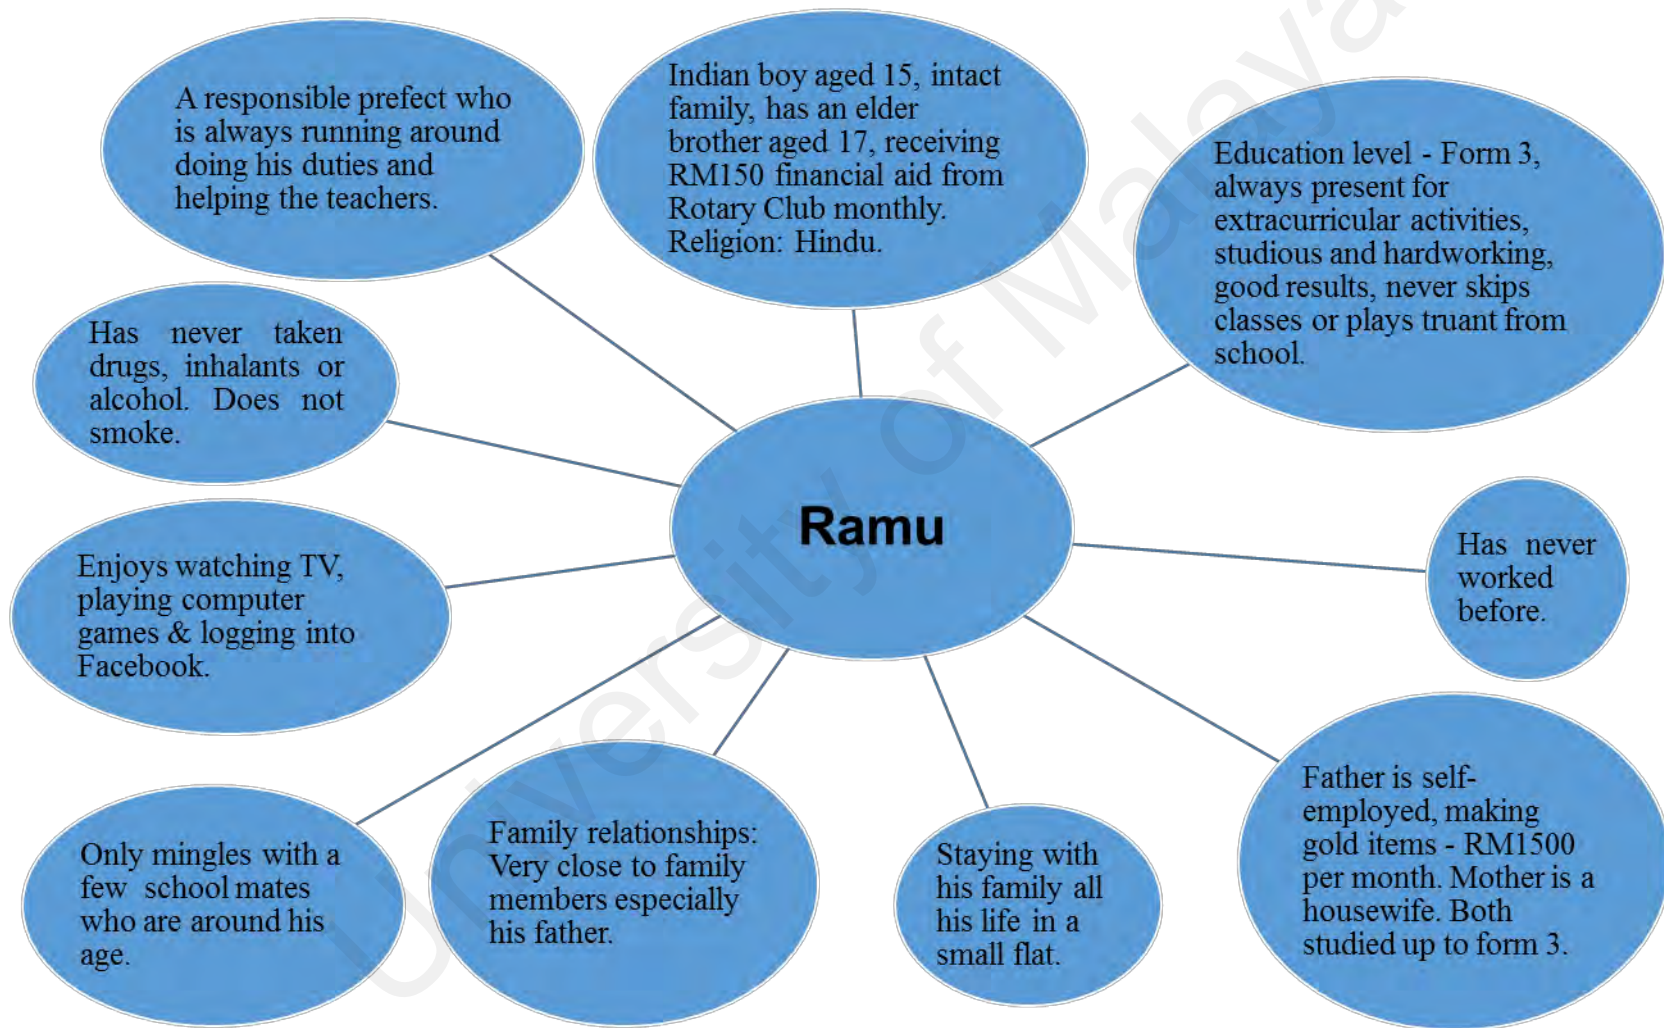 A responsible prefect who
is always running around
doing his duties and
helping the teachers.
Indian boy aged 15, intact
family, has an elder
brother aged 17, receiving
RM150 financial aid from
Rotary Club monthly.
Religion: Hindu.
Education level - Form 3,
always present for
extracurricular activities,
studious and hardworking,
good results, never skips
classes or plays truant from
school.
Has never taken
drugs, inhalants or
alcohol. Does not
smoke.
Ramu
Has never
worked
before.
Enjoys watching TV,
playing computer
games & logging into
Facebook.
Only mingles with a
few school mates
who are around his
age.
Family relationships:
Very close to family
members especially
his father.
Staying with
his family all
his life in a
small flat.
Father is self-
employed, making
gold items - RM1500
per month. Mother is a
housewife. Both
studied up to form 3.
University of Malaya